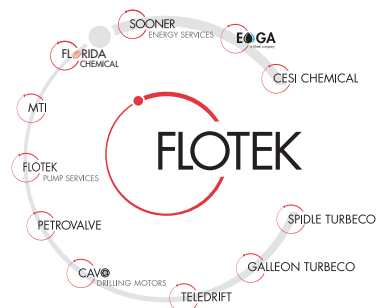 SOONER
ENERGY SERVICES
EOGA
a Flotek company
FLORIDA
CHEMICAL
CESI CHEMICAL
MTI
FLOTEK
FLOTEK
PUMP SERVICES
PETROVALVE
SPIDLE TURBECO
CAVO
DRILLING MOTORS
GALLEON TURBECO
TELEDRIFT